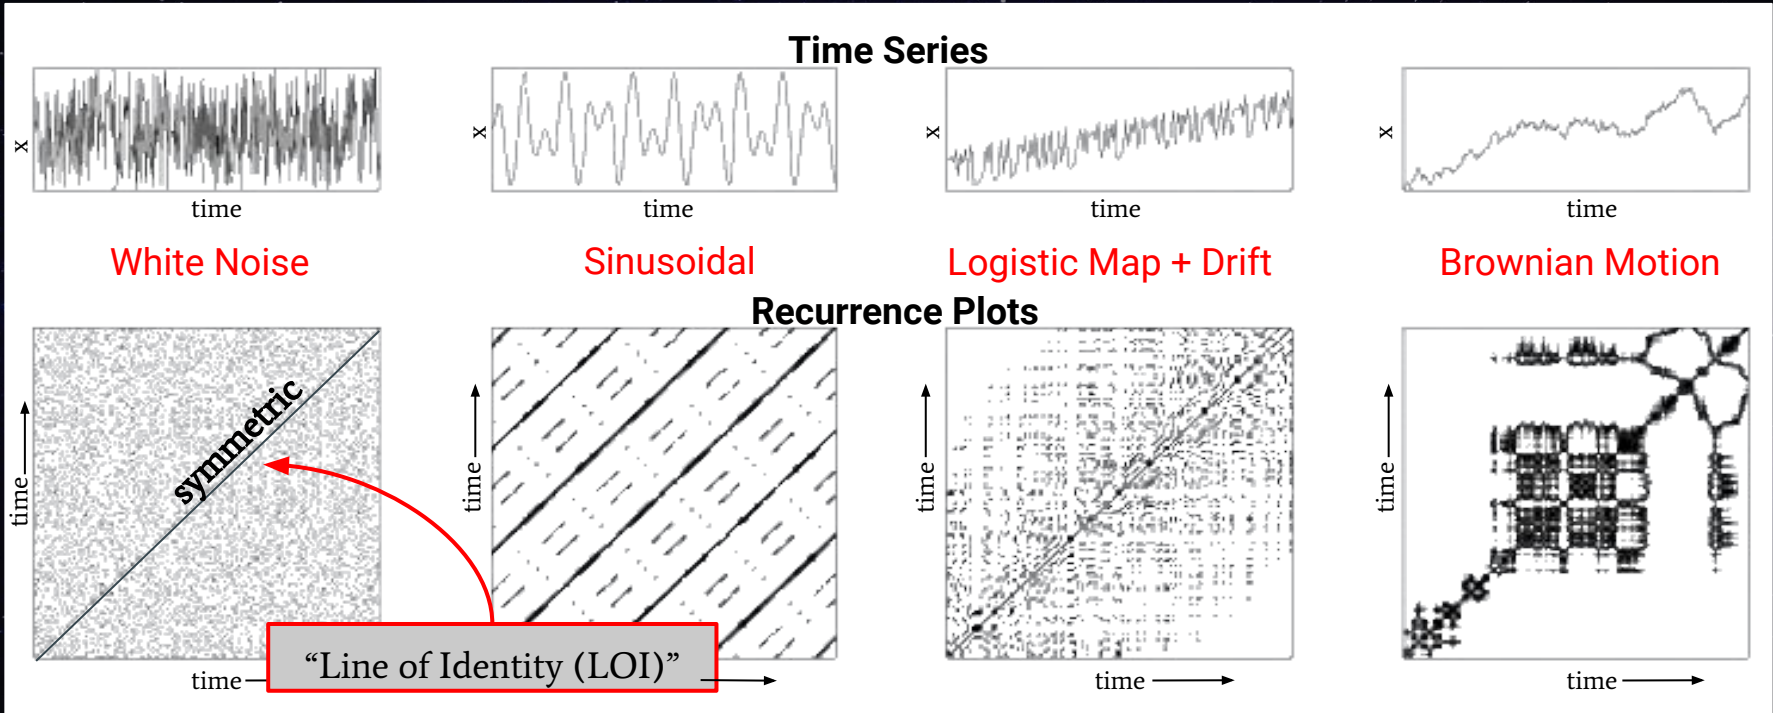 Time Series
x
x
x
x
time
time
time
time
White Noise
Sinusoidal
Logistic Map + Drift
Brownian Motion
Recurrence Plots
symmetric
time
time
time
time
"Line of Identity (LOI)"
time
time
time